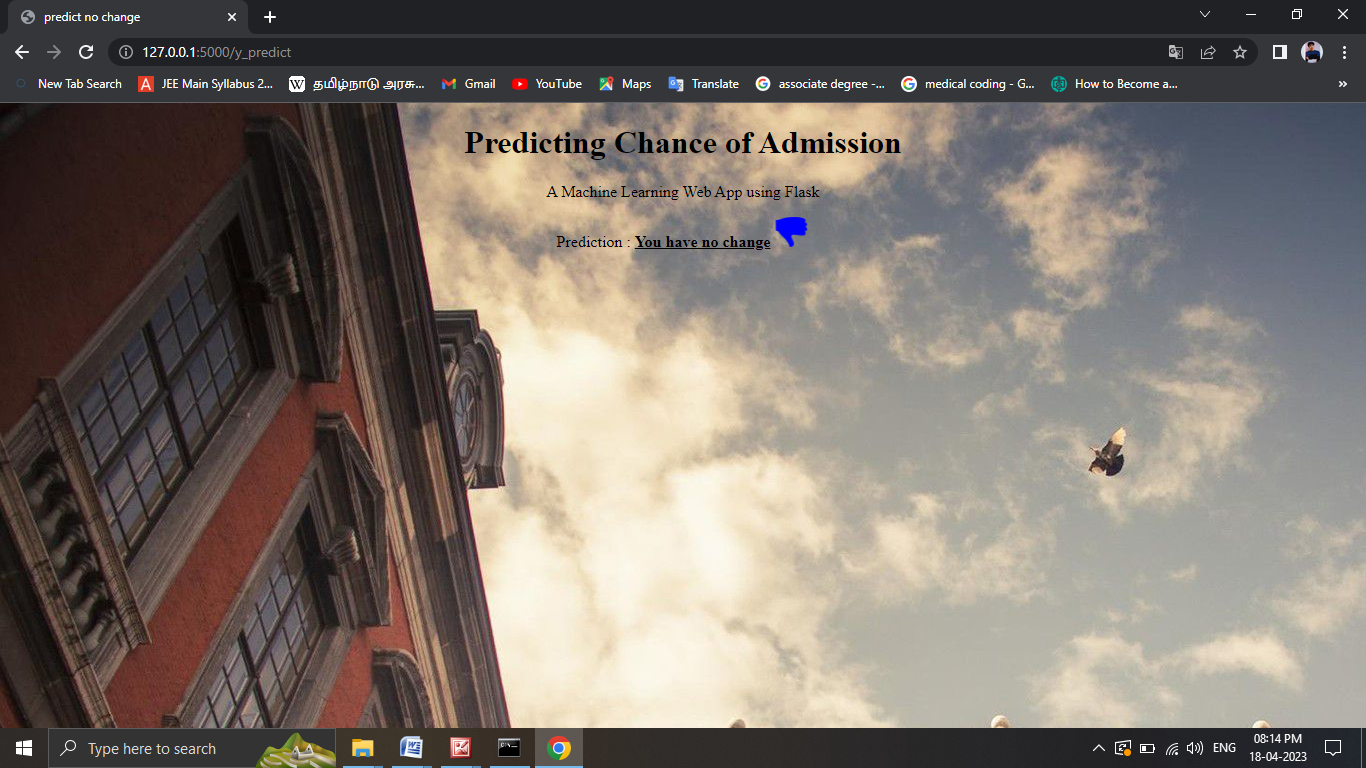 predict no change
127.0.0.1:5000/y_predict
New Tab Search
JEE Main Syllabus 2...
தமிழ்நாடு அரசு...
Gmail
YouTube
Maps
Translate
associate degree -...
medical coding - G...
How to Become a...
»
Predicting Chance of Admission
A Machine Learning Web App using Flask
Prediction : You have no change
Type here to search
ENG
08:14 PM
18-04-2023